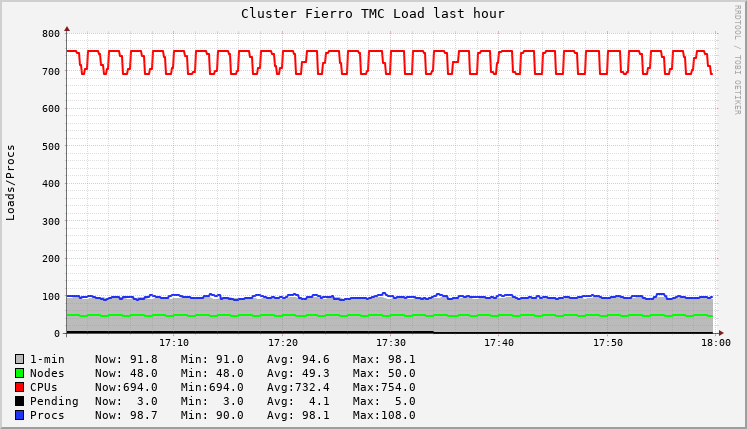 Cluster Fierro TMC Load last hour
RRDTOOL / TOBI OETIKER
Loads/Procs
800
700
600
500
400
300
200
100
0
17:10 17:20 17:30 17:40 17:50 18:00
1-min Now: 91.8 Min: 91.0 Avg: 94.6 Max: 98.1
Nodes Now: 48.0 Min: 48.0 Avg: 49.3 Max: 50.0
CPUs Now:694.0 Min:694.0 Avg:732.4 Max:754.0
Pending Now: 3.0 Min: 3.0 Avg: 4.1 Max: 5.0
Procs Now: 98.7 Min: 90.0 Avg: 98.1 Max:108.0